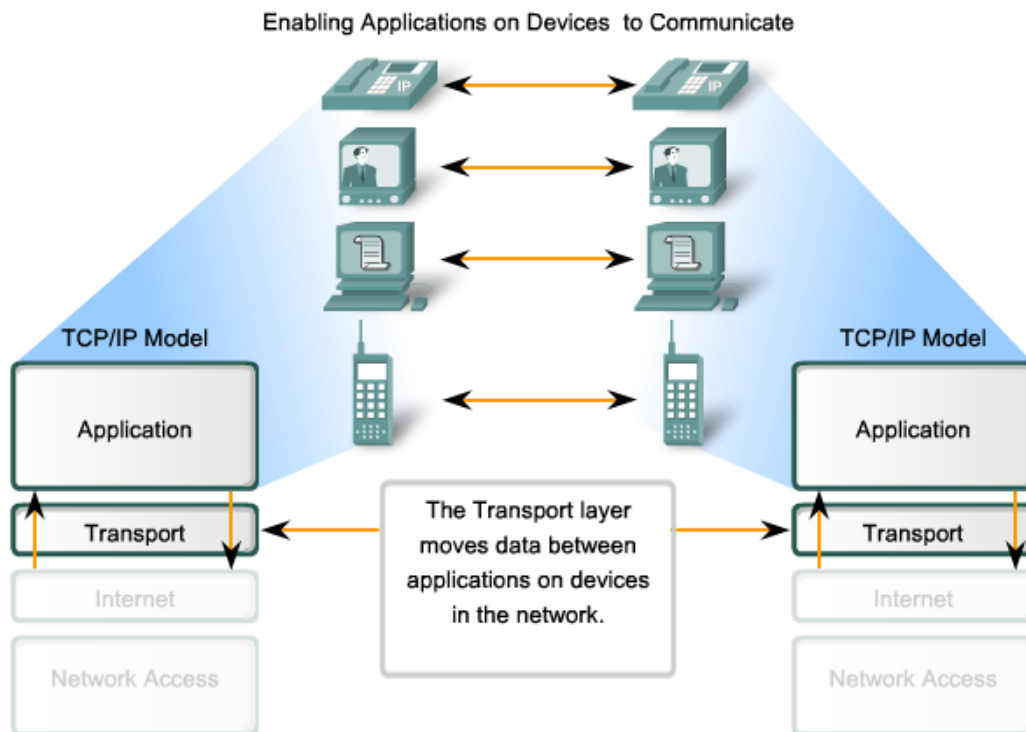 Enabling Applications on Devices to Communicate
IP
IP
TCP/IP Model
TCP/IP Model
Application
Application
The Transport layer
moves data between
applications on devices
in the network.
Transport
Transport
Internet
Internet
Network Access
Network Access